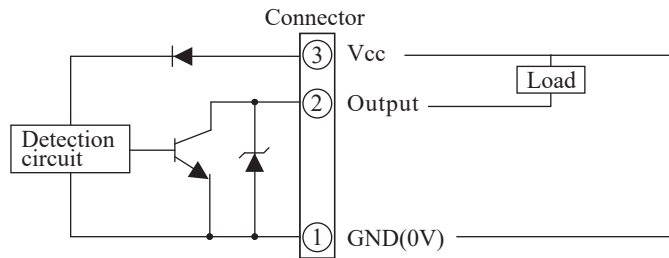 Connector
3 Vcc
Load
2 Output
Detection
circuit
1 GND(0V)